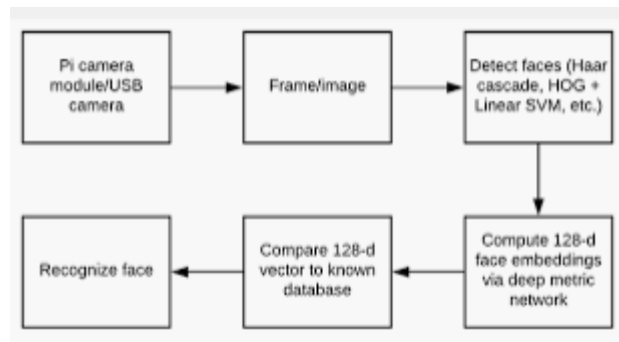 Pi camera
module/USB
camera
Frame/image
Detect faces (Haar
cascade, HOG +
Linear SVM, etc.)
Compute 128-d
face embeddings
via deep metric
network
Compare 128-d
vector to known
database
Recognize face